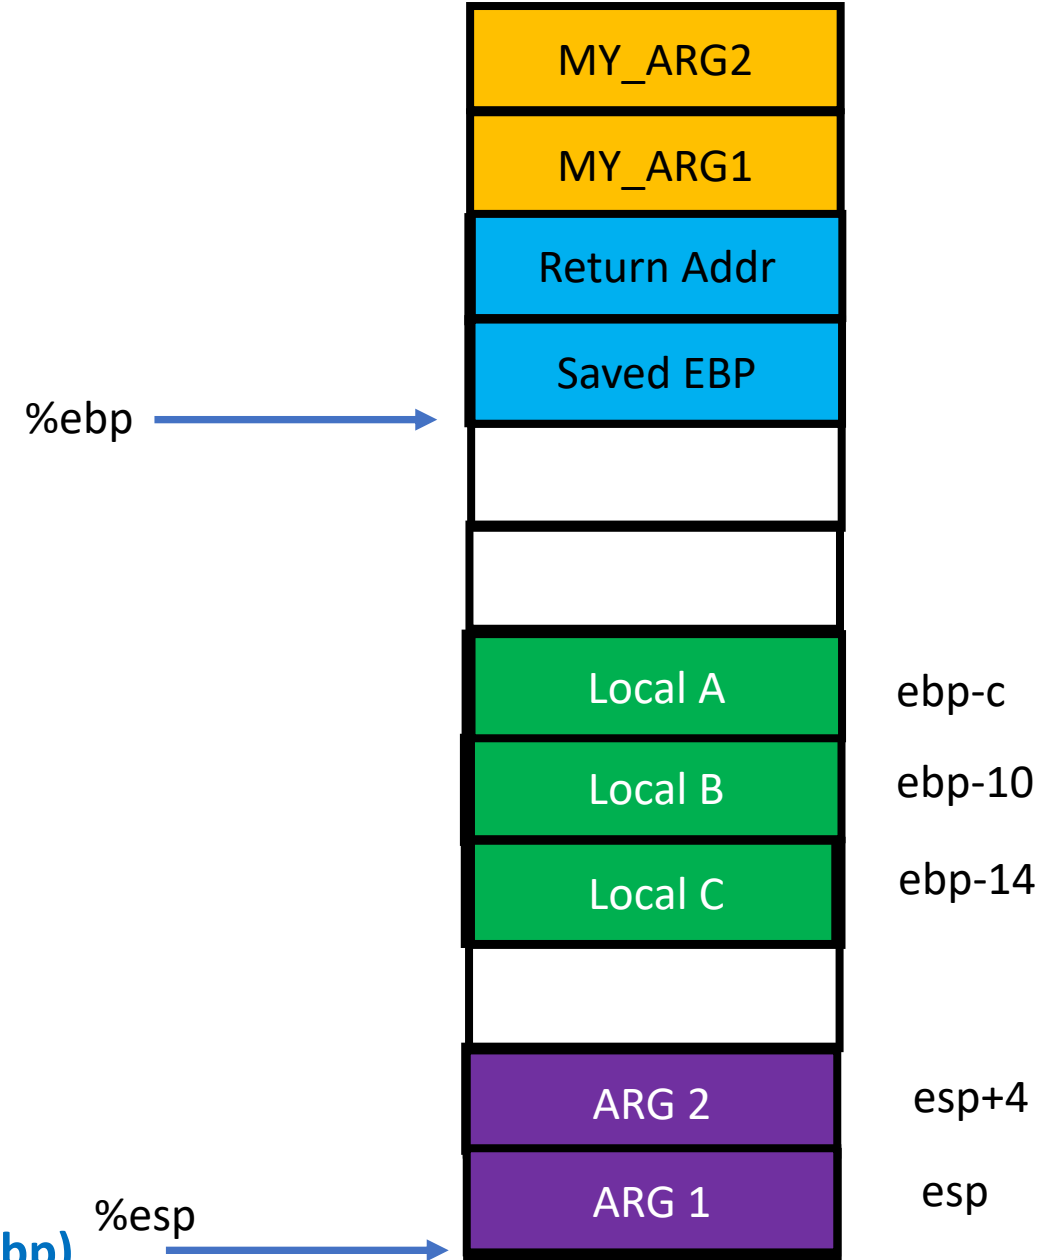 MY_ARG2
MY_ARG1
Return Addr
Saved EBP
%ebp
Local A ebp-c
Local B ebp-10
Local C ebp-14
ARG 2 esp+4
ARG 1 esp
%esp
bp)